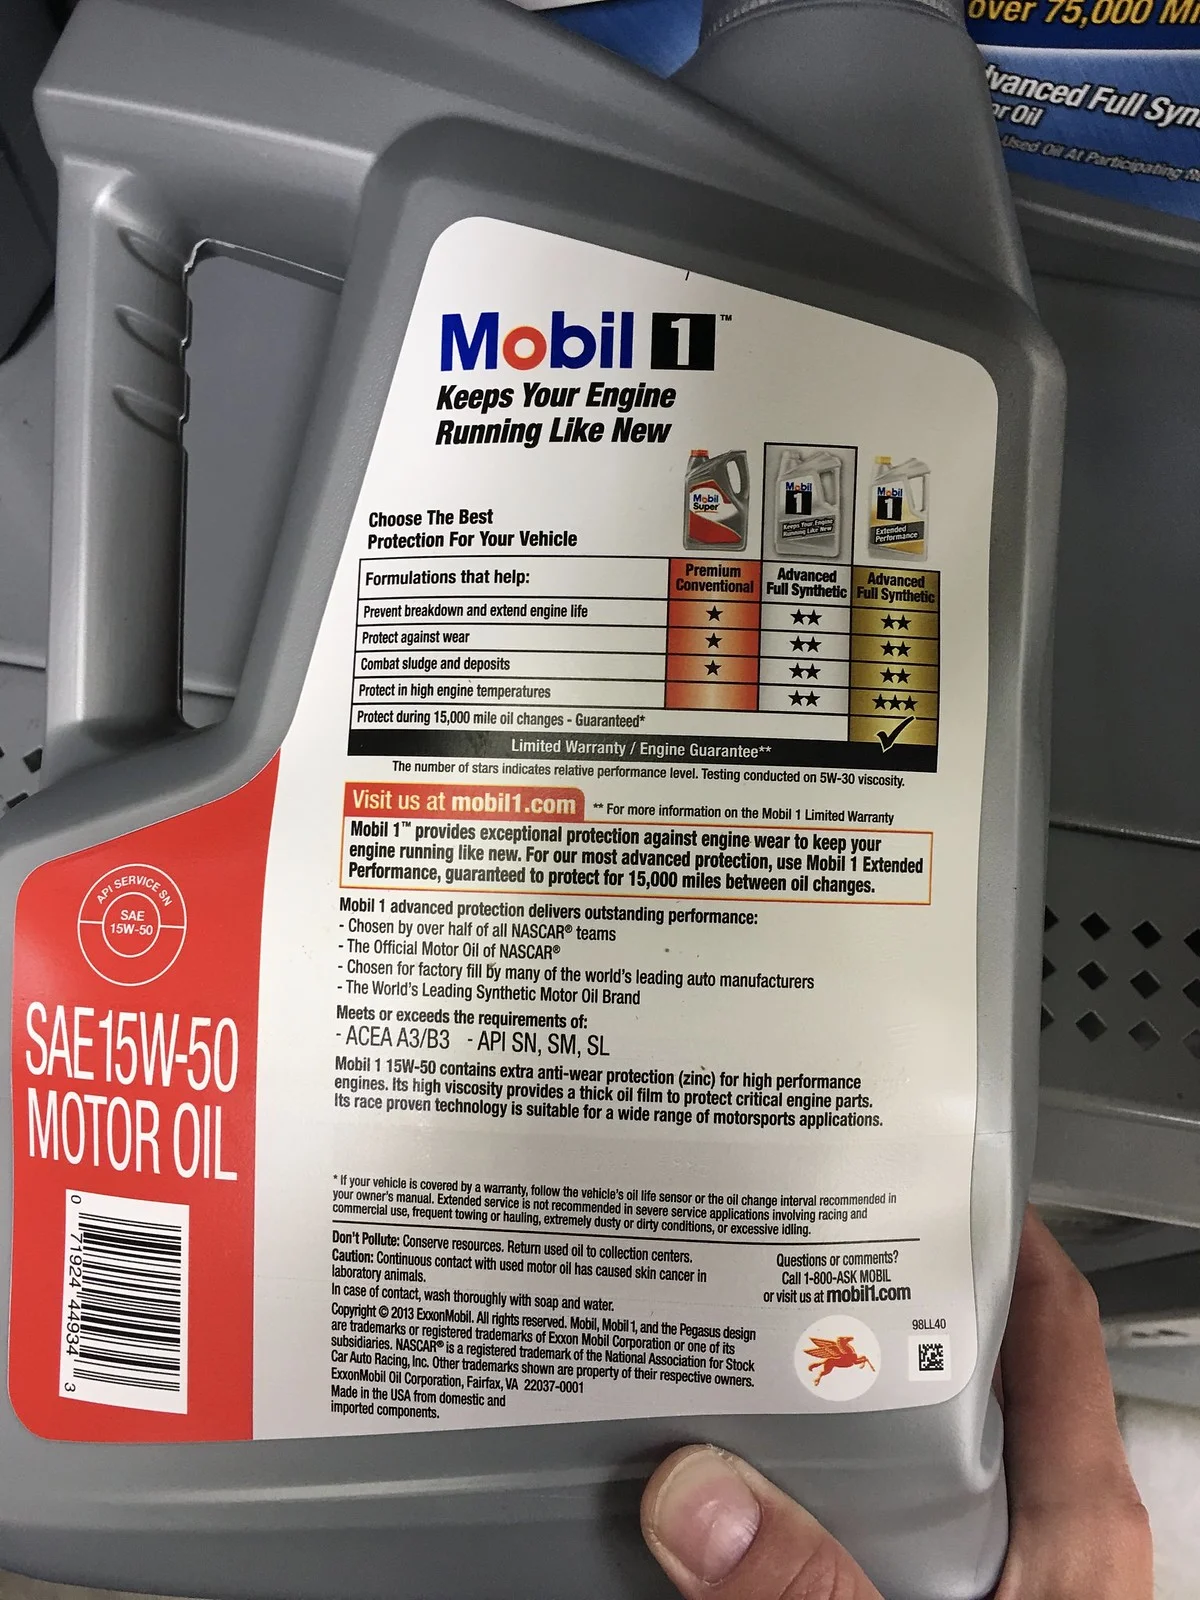 over 75,000
Advanced Full Syn
or Oil
Used Oil At Participating
Mobil 1™
Keeps Your Engine
Running Like New
Mobil
Super
Mobil
1
Keeps Your Engine
Running Like New
Mobil
1
Extended
Performance
Choose The Best
Protection For Your Vehicle
Formulations that help: Premium Conventional Advanced Full Synthetic Advanced Full Synthetic
Prevent breakdown and extend engine life ★ ★★ ★★
Protect against wear ★ ★★ ★★
Combat sludge and deposits ★ ★★ ★★
Protect in high engine temperatures ★★ ★★★
Protect during 15,000 mile oil changes - Guaranteed* ✓
Limited Warranty / Engine Guarantee**
The number of stars indicates relative performance level. Testing conducted on 5W-30 viscosity.
Visit us at mobil1.com ** For more information on the Mobil 1 Limited Warranty
Mobil 1™ provides exceptional protection against engine wear to keep your
engine running like new. For our most advanced protection, use Mobil 1 Extended
Performance, guaranteed to protect for 15,000 miles between oil changes.
Mobil 1 advanced protection delivers outstanding performance:
- Chosen by over half of all NASCAR® teams
- The Official Motor Oil of NASCAR®
- Chosen for factory fill by many of the world's leading auto manufacturers
- The World's Leading Synthetic Motor Oil Brand
Meets or exceeds the requirements of:
- ACEA A3/B3 - API SN, SM, SL
Mobil 1 15W-50 contains extra anti-wear protection (zinc) for high performance
engines. Its high viscosity provides a thick oil film to protect critical engine parts.
Its race proven technology is suitable for a wide range of motorsports applications.
* If your vehicle is covered by a warranty, follow the vehicle's oil life sensor or the oil change interval recommended in
your owner's manual. Extended service is not recommended in severe service applications involving racing and
commercial use, frequent towing or hauling, extremely dusty or dirty conditions, or excessive idling.
Don't Pollute: Conserve resources. Return used oil to collection centers.
Caution: Continuous contact with used motor oil has caused skin cancer in
laboratory animals.
In case of contact, wash thoroughly with soap and water.
Copyright © 2013 ExxonMobil. All rights reserved. Mobil, Mobil 1, and the Pegasus design
are trademarks or registered trademarks of Exxon Mobil Corporation or one of its
subsidiaries. NASCAR® is a registered trademark of the National Association for Stock
Car Auto Racing, Inc. Other trademarks shown are property of their respective owners.
ExxonMobil Oil Corporation, Fairfax, VA 22037-0001
Made in the USA from domestic and
imported components.
Questions or comments?
Call 1-800-ASK MOBIL
or visit us at mobil1.com
98LL40
API SERVICE SN
SAE
15W-50
SAE 15W-50
MOTOR OIL
0 71924 44934 3